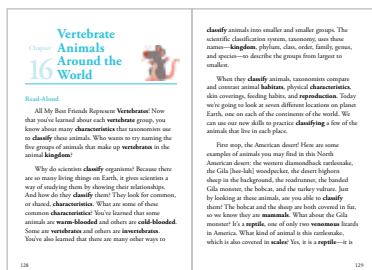 Chapter
16
Vertebrate
Animals
Around the
World
Read-Aloud
All My Best Friends Represent Vertebrates! Now
that you've learned about each vertebrate group, you
know about many characteristics that taxonomists use
to classify these animals. Who wants to try naming the
five groups of animals that make up vertebrates in the
animal kingdom?
Why do scientists classify organisms? Because there
are so many living things on Earth, it gives scientists a
way of studying them by showing their relationships.
And how do they classify them? They look for common,
or shared, characteristics. What are some of these
common characteristics? You've learned that some
animals are warm-blooded and others are cold-blooded.
Some are vertebrates and others are invertebrates.
You've also learned that there are many other ways to
128
classify animals into smaller and smaller groups. The
scientific classification system, taxonomy, uses these
names—kingdom, phylum, class, order, family, genus,
and species—to describe the groups from largest to
smallest.
When they classify animals, taxonomists compare
and contrast animal habitats, physical characteristics,
skin coverings, feeding habits, and reproduction. Today
we're going to look at seven different locations on planet
Earth, one on each of the continents of the world. We
can use our new skills to practice classifying a few of the
animals that live in each place.
First stop, the American desert! Here are some
examples of animals you may find in this North
American desert: the western diamondback rattlesnake,
the Gila [hee-luh] woodpecker, the desert bighorn
sheep in the background, the roadrunner, the banded
Gila monster, the bobcat, and the turkey vulture. Just
by looking at these animals, are you able to classify
them? The bobcat and the sheep are both covered in fur,
so we know they are mammals. What about the Gila
monster? It's a reptile, one of only two venomous lizards
in America. What kind of animal is this rattlesnake,
which is also covered in scales? Yes, it is a reptile—it is
129